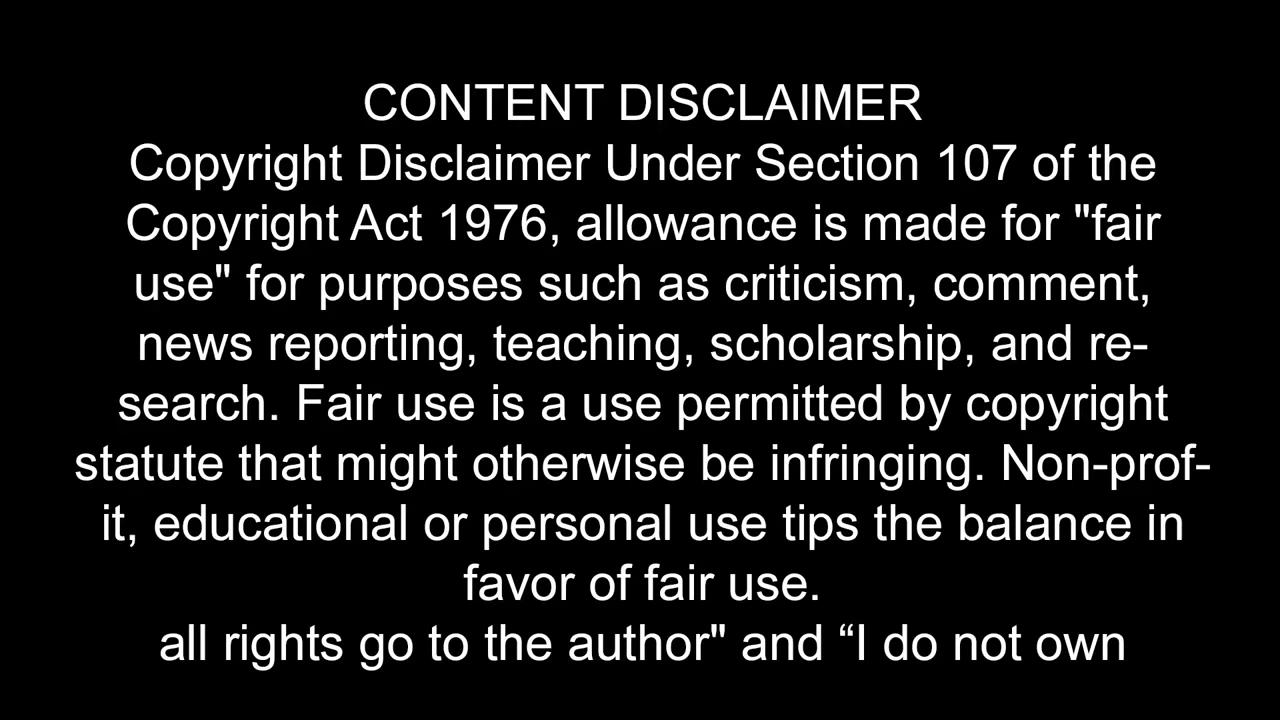 CONTENT DISCLAIMER
Copyright Disclaimer Under Section 107 of the
Copyright Act 1976, allowance is made for "fair
use" for purposes such as criticism, comment,
news reporting, teaching, scholarship, and re-
search. Fair use is a use permitted by copyright
statute that might otherwise be infringing. Non-prof-
it, educational or personal use tips the balance in
favor of fair use.
all rights go to the author" and “I do not own